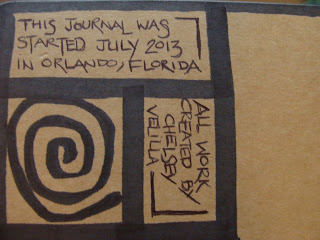 THIS JOURNAL WAS
STARTED JULY 2013
IN ORLANDO, FLORIDA
ALL WORK
CREATED BY
CHELSEY
VELILLA